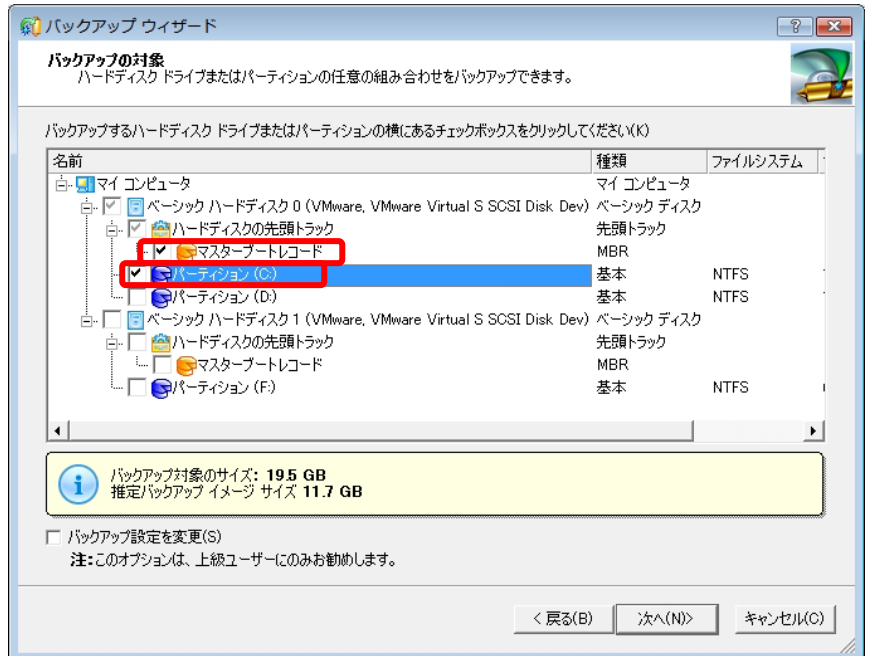 バックアップ ウィザード
バックアップの対象
ハードディスク ドライブまたはパーティションの任意の組み合わせをバックアップできます。
バックアップするハードディスク ドライブまたはパーティションの横にあるチェックボックスをクリックしてください(K)
名前 種類 ファイルシステム
マイ コンピュータ マイ コンピュータ
ベーシック ハードディスク 0 (VMware, VMware Virtual S SCSI Disk Dev) ベーシック ディスク
ハードディスクの先頭トラック 先頭トラック
マスターブートレコード MBR
パーティション (C:) 基本 NTFS
パーティション (D:) 基本 NTFS
ベーシック ハードディスク 1 (VMware, VMware Virtual S SCSI Disk Dev) ベーシック ディスク
ハードディスクの先頭トラック 先頭トラック
マスターブートレコード MBR
パーティション (F:) 基本 NTFS
バックアップ対象のサイズ: 19.5 GB
推定バックアップ イメージ サイズ 11.7 GB
バックアップ設定を変更(S)
注:このオプションは、上級ユーザーにのみお勧めします。
< 戻る(B) 次へ(N)> キャンセル(C)